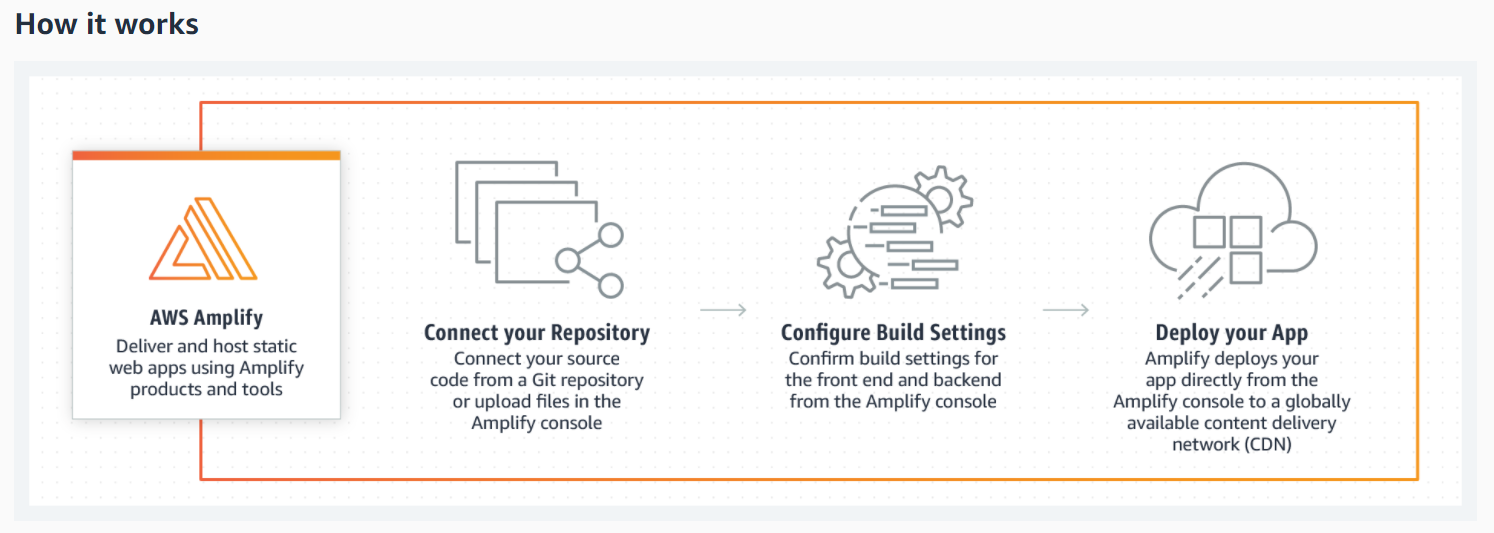 How it works
AWS Amplify
Deliver and host static
web apps using Amplify
products and tools
Connect your Repository
Connect your source
code from a Git repository
or upload files in the
Amplify console
Configure Build Settings
Confirm build settings for
the front end and backend
from the Amplify console
Deploy your App
Amplify deploys your
app directly from the
Amplify console to a globally
available content delivery
network (CDN)